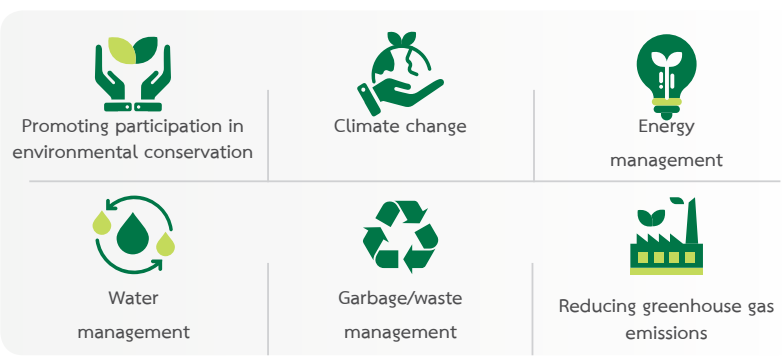 Promoting participation in
environmental conservation
Climate change
Energy
management
Water
management
Garbage/waste
management
Reducing greenhouse gas
emissions